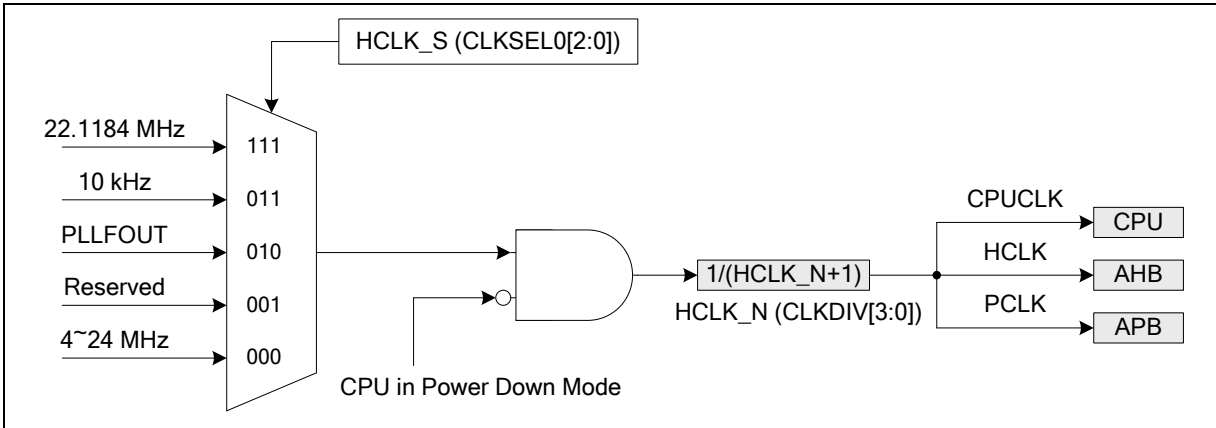 HCLK_S (CLKSEL0[2:0])
22.1184 MHz
111
10 kHz
011
PLLFOUT
010
Reserved
001
4~24 MHz
000
CPU in Power Down Mode
1/(HCLK_N+1)
HCLK_N (CLKDIV[3:0])
CPUCLK
CPU
HCLK
AHB
PCLK
APB